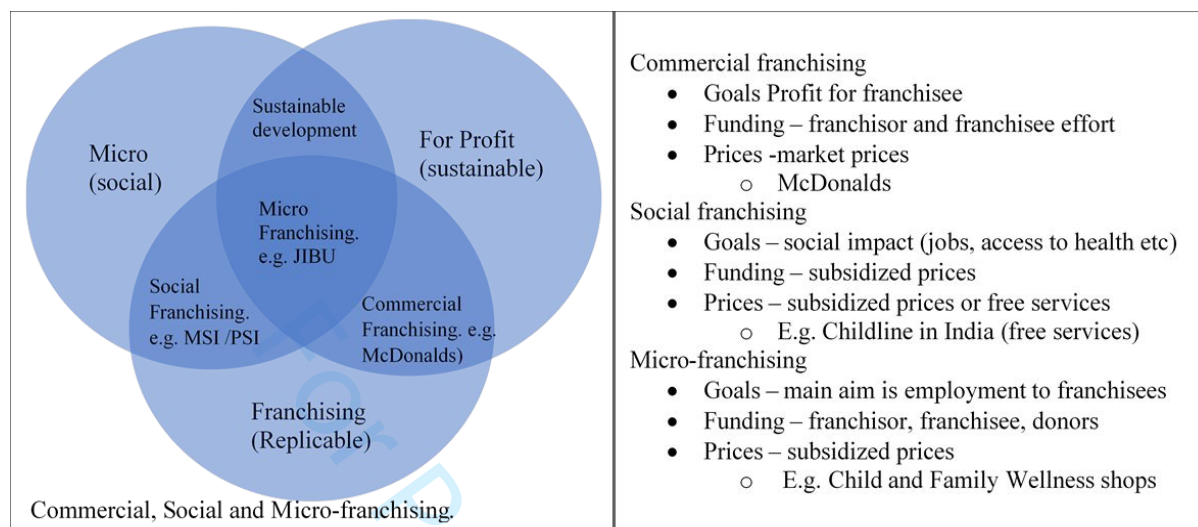 Sustainable
development
Micro
(social)
For Profit
(sustainable)
Micro
Franchising.
e.g. JIBU
Social
Franchising.
e.g. MSI /PSI
Commercial
Franchising. e.g.
McDonalds)
Franchising
(Replicable)
Commercial, Social and Micro-franchising.
For P
Commercial franchising
• Goals Profit for franchisee
• Funding – franchisor and franchisee effort
• Prices -market prices
o McDonalds
Social franchising
• Goals – social impact (jobs, access to health etc)
• Funding – subsidized prices
• Prices – subsidized prices or free services
o E.g. Childline in India (free services)
Micro-franchising
• Goals – main aim is employment to franchisees
• Funding – franchisor, franchisee, donors
• Prices – subsidized prices
o E.g. Child and Family Wellness shops